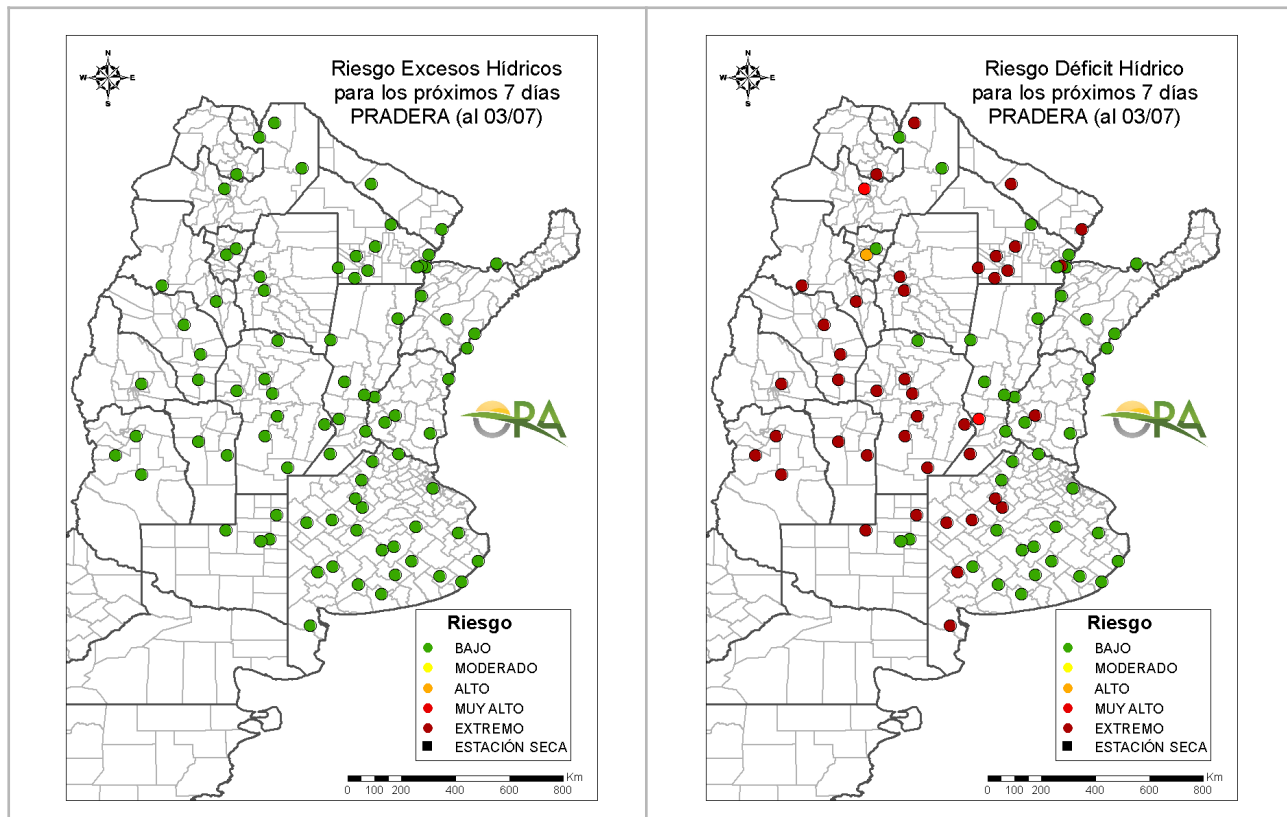 N
W E
S
Riesgo Excesos Hídricos
para los próximos 7 días
PRADERA (al 03/07)
ORA
Riesgo
BAJO
MODERADO
ALTO
MUY ALTO
EXTREMO
ESTACIÓN SECA
Km
0 100 200 400 600 800
N
W E
S
Riesgo Déficit Hídrico
para los próximos 7 días
PRADERA (al 03/07)
ORA
Riesgo
BAJO
MODERADO
ALTO
MUY ALTO
EXTREMO
ESTACIÓN SECA
Km
0 100 200 400 600 800